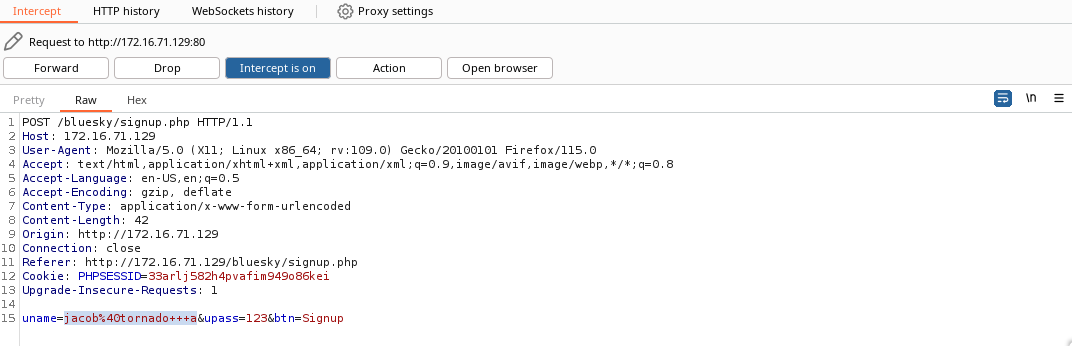 Intercept HTTP history WebSockets history Proxy settings
Request to http://172.16.71.129:80
Forward Drop Intercept is on Action Open browser
Pretty Raw Hex \n
1 POST /bluesky/signup.php HTTP/1.1
2 Host: 172.16.71.129
3 User-Agent: Mozilla/5.0 (X11; Linux x86_64; rv:109.0) Gecko/20100101 Firefox/115.0
4 Accept: text/html,application/xhtml+xml,application/xml;q=0.9,image/avif,image/webp,*/*;q=0.8
5 Accept-Language: en-US,en;q=0.5
6 Accept-Encoding: gzip, deflate
7 Content-Type: application/x-www-form-urlencoded
8 Content-Length: 42
9 Origin: http://172.16.71.129
10 Connection: close
11 Referer: http://172.16.71.129/bluesky/signup.php
12 Cookie: PHPSESSID=33arlj582h4pvafim949o86kei
13 Upgrade-Insecure-Requests: 1
14
15 uname=jacob%40tornado+++a&upass=123&btn=Signup